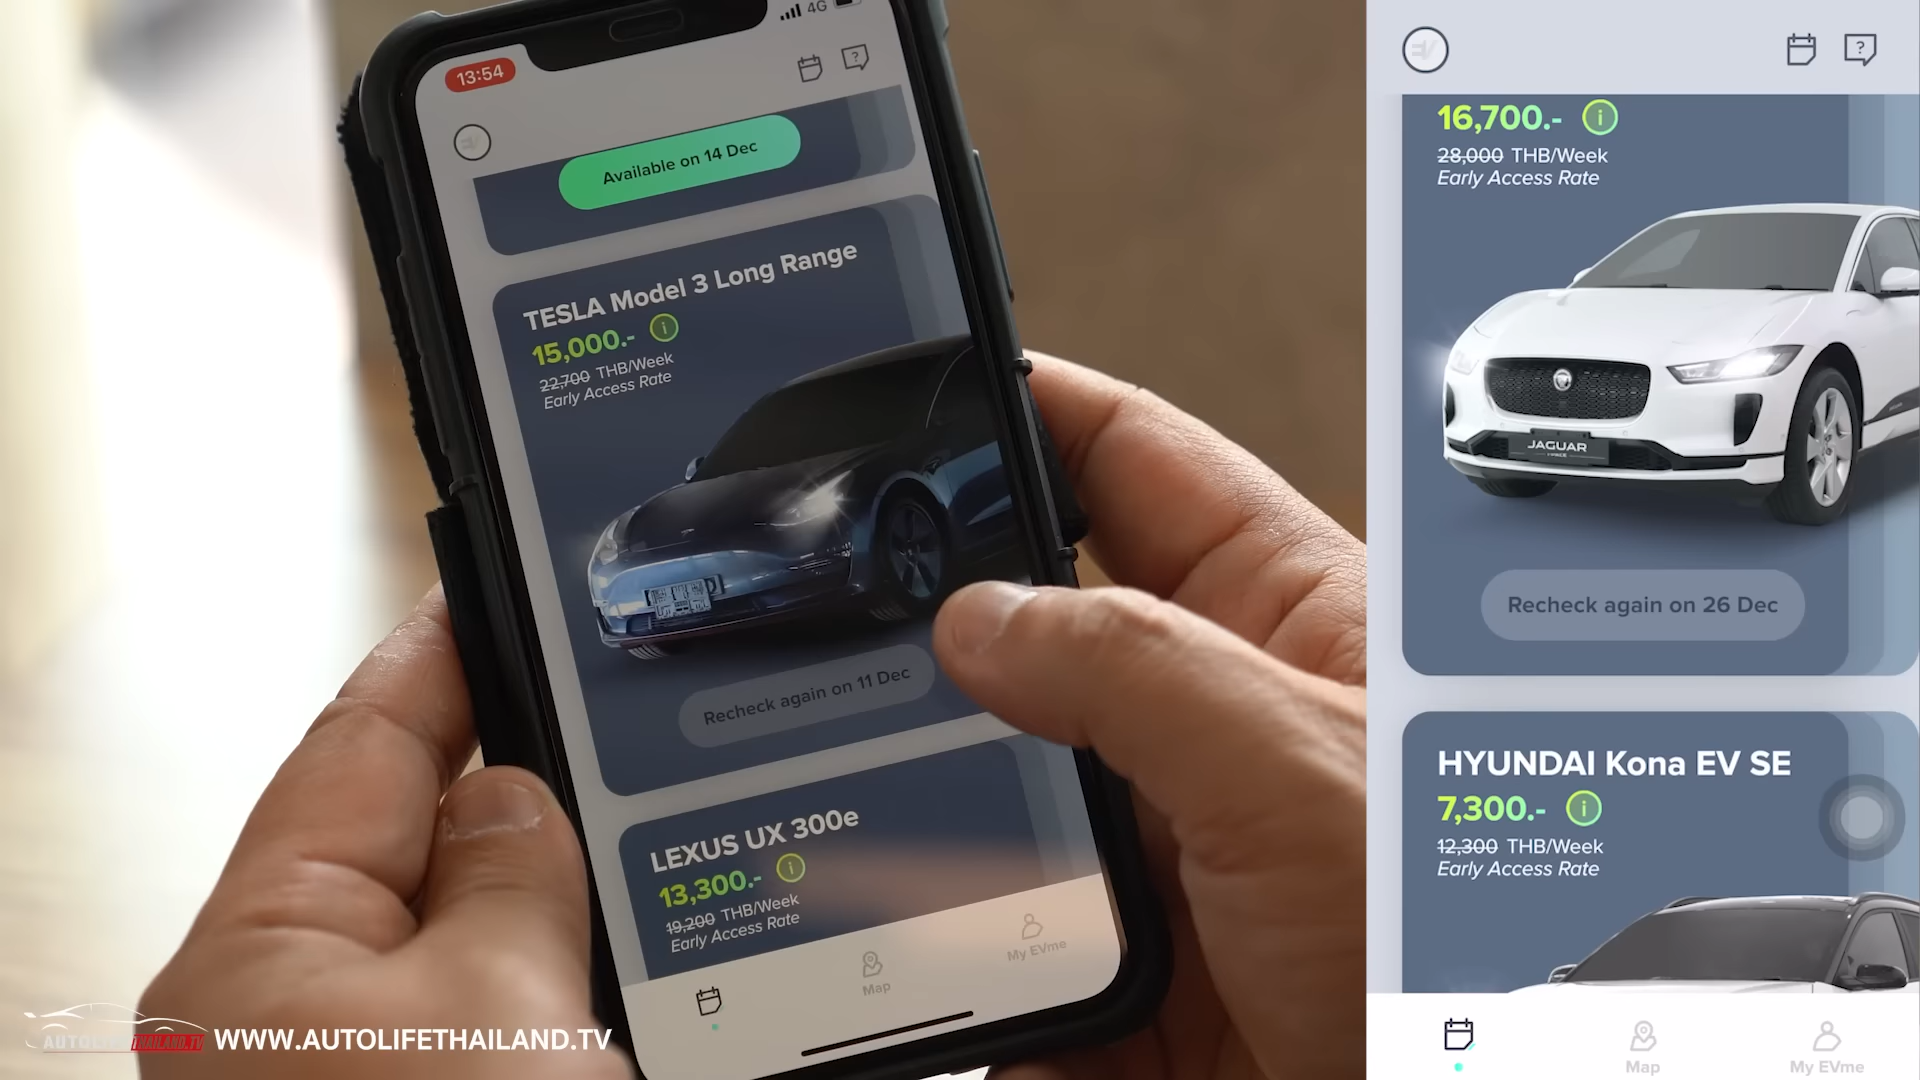 13:54
4G
Available on 14 Dec
TESLA Model 3 Long Range
15,000.-
22,700 THB/Week
Early Access Rate
Recheck again on 11 Dec
LEXUS UX 300e
13,300.-
19,200 THB/Week
Early Access Rate
Map
My EVme
AUTOLIFETHAILAND.TV
WWW.AUTOLIFETHAILAND.TV
EV
16,700.-
28,000 THB/Week
Early Access Rate
JAGUAR
Recheck again on 26 Dec
HYUNDAI Kona EV SE
7,300.-
12,300 THB/Week
Early Access Rate
Map
My EVme